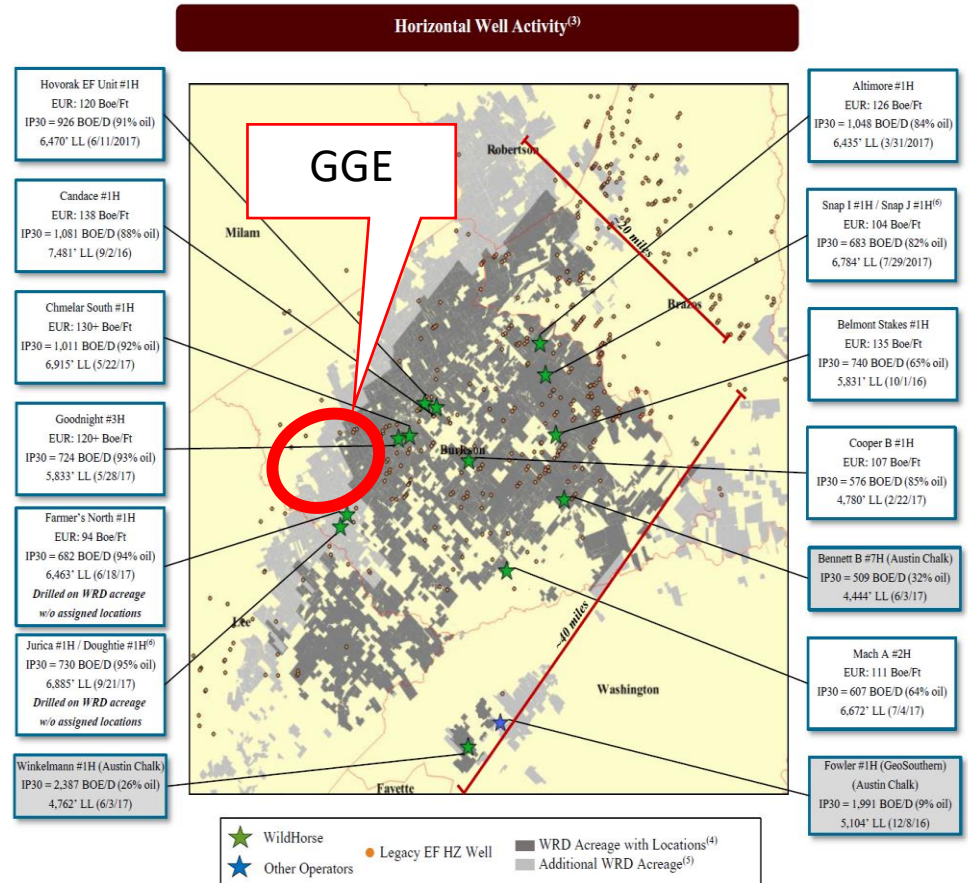 Horizontal Well Activity(3)
Hovorak EF Unit #1H
EUR: 120 Boe/Ft
IP30 = 926 BOE/D (91% oil)
6,470' LL (6/11/2017)
Candace #1H
EUR: 138 Boe/Ft
IP30 = 1,081 BOE/D (88% oil)
7,481' LL (9/2/16)
Chmelar South #1H
EUR: 130+ Boe/Ft
IP30 = 1,011 BOE/D (92% oil)
6,915' LL (5/22/17)
Goodnight #3H
EUR: 120+ Boe/Ft
IP30 = 724 BOE/D (93% oil)
5,833' LL (5/28/17)
Farmer's North #1H
EUR: 94 Boe/Ft
IP30 = 682 BOE/D (94% oil)
6,463' LL (6/18/17)
Drilled on WRD acreage
w/o assigned locations
Jurica #1H / Doughtie #1H(6)
IP30 = 730 BOE/D (95% oil)
6,885' LL (9/21/17)
Drilled on WRD acreage
w/o assigned locations
Winkelmann #1H (Austin Chalk)
IP30 = 2,387 BOE/D (26% oil)
4,762' LL (6/3/17)
GGE
Robertson
Milam
~20 miles
Brazos
Burleson
Lee
~40 miles
Washington
Fayette
Altimore #1H
EUR: 126 Boe/Ft
IP30 = 1,048 BOE/D (84% oil)
6,435' LL (3/31/2017)
Snap I #1H / Snap J #1H(6)
EUR: 104 Boe/Ft
IP30 = 683 BOE/D (82% oil)
6,784' LL (7/29/2017)
Belmont Stakes #1H
EUR: 135 Boe/Ft
IP30 = 740 BOE/D (65% oil)
5,831' LL (10/1/16)
Cooper B #1H
EUR: 107 Boe/Ft
IP30 = 576 BOE/D (85% oil)
4,780' LL (2/22/17)
Bennett B #7H (Austin Chalk)
IP30 = 509 BOE/D (32% oil)
4,444' LL (6/3/17)
Mach A #2H
EUR: 111 Boe/Ft
IP30 = 607 BOE/D (64% oil)
6,672' LL (7/4/17)
Fowler #1H (GeoSouthern)
(Austin Chalk)
IP30 = 1,991 BOE/D (9% oil)
5,104' LL (12/8/16)
WildHorse
Other Operators
Legacy EF HZ Well
WRD Acreage with Locations(4)
Additional WRD Acreage(5)